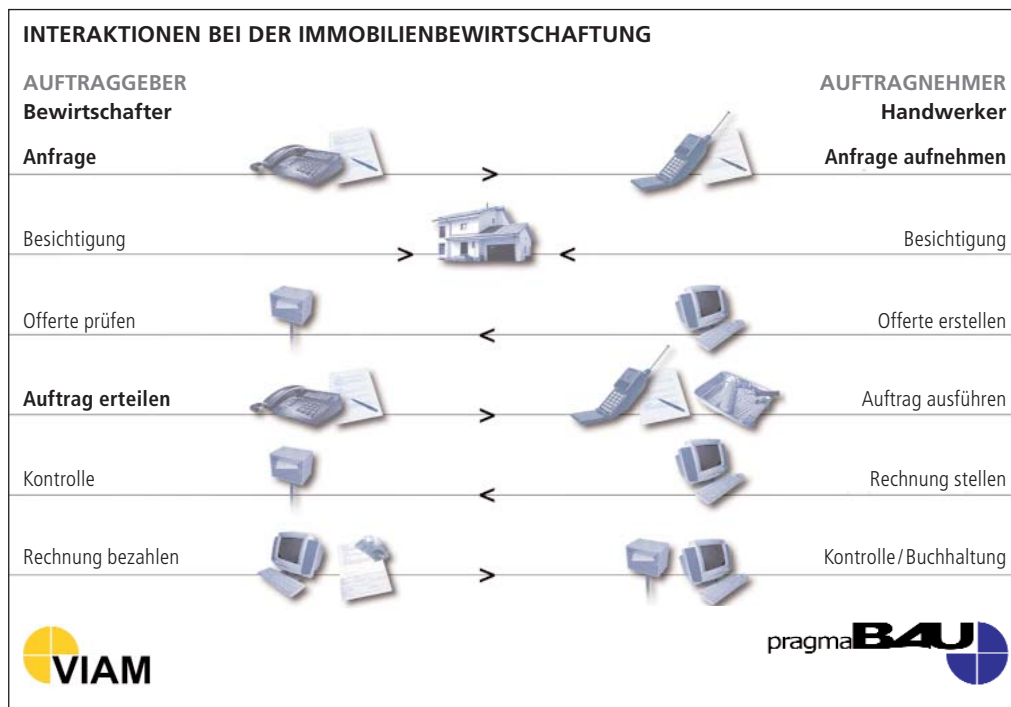 INTERAKTIONEN BEI DER IMMOBILIENBEWIRTSCHAFTUNG
AUFTRAGGEBER AUFTRAGNEHMER
Bewirtschafter Handwerker
Anfrage > Anfrage aufnehmen
Besichtigung > < Besichtigung
Offerte prüfen < Offerte erstellen
Auftrag erteilen > Auftrag ausführen
Kontrolle < Rechnung stellen
Rechnung bezahlen > Kontrolle/Buchhaltung
VIAM pragmaBAU